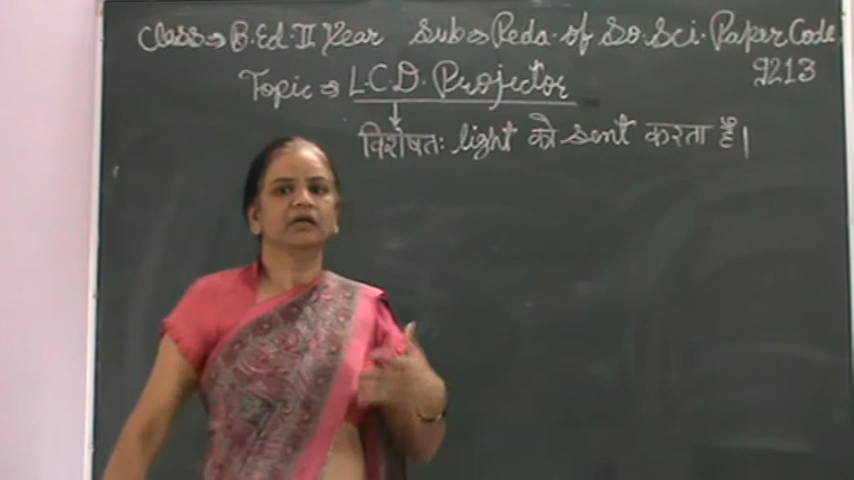 Class⇒ B.Ed. II Year Sub⇒ Peda. of So. Sci. Paper Code
9213
Topic ⇒ L.C.D. Projector
विशेषतः light को sent करता है।